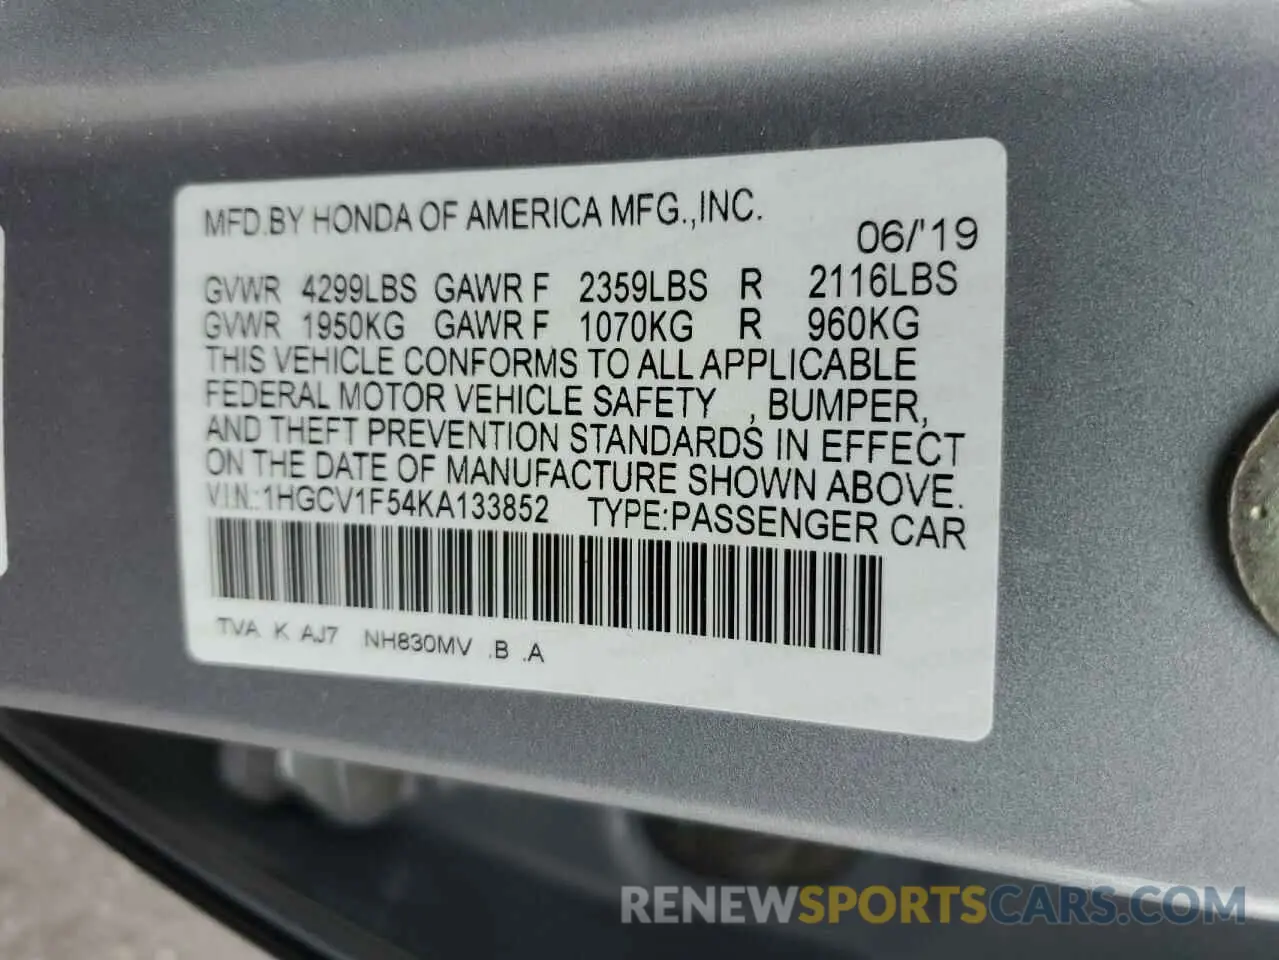 MFD.BY HONDA OF AMERICA MFG.,INC.
06/'19
GVWR 4299LBS GAWR F 2359LBS R 2116LBS
GVWR 1950KG GAWR F 1070KG R 960KG
THIS VEHICLE CONFORMS TO ALL APPLICABLE
FEDERAL MOTOR VEHICLE SAFETY , BUMPER,
AND THEFT PREVENTION STANDARDS IN EFFECT
ON THE DATE OF MANUFACTURE SHOWN ABOVE.
V.I.N.:1HGCV1F54KA133852 TYPE:PASSENGER CAR
TVA K AJ7 NH830MV .B .A
RENEWSPORTSCARS.COM